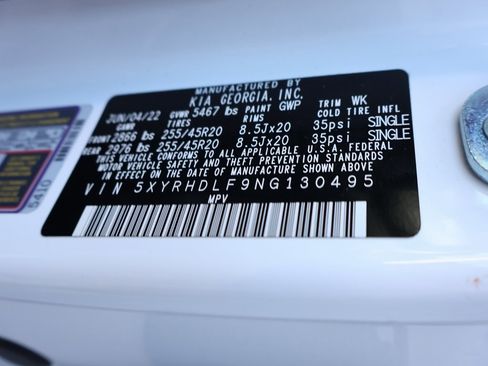 MANUFACTURED BY
KIA GEORGIA, INC.
JUN/04/22 GVWR 5467 lbs PAINT GWP TRIM WK
GAWR TIRES RIMS COLD TIRE INFL
FRONT 2866 lbs 255/45R20 8.5Jx20 35psi SINGLE
REAR 2976 lbs 255/45R20 8.5Jx20 35psi SINGLE
THIS VEHICLE CONFORMS TO ALL APPLICABLE U.S.A. FEDERAL
MOTOR VEHICLE SAFETY AND THEFT PREVENTION STANDARDS
IN EFFECT ON THE DATE OF MANUFACTURE SHOWN ABOVE
VIN 5XYRHDLF9NG130495
MPV
5410